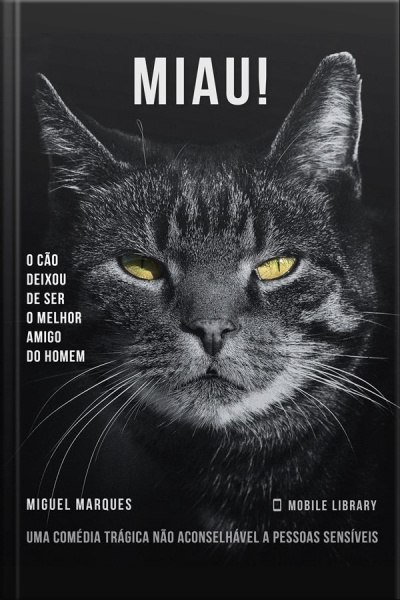 MIAU!
O CÃO
DEIXOU
DE SER
O MELHOR
AMIGO
DO HOMEM
MIGUEL MARQUES
MOBILE LIBRARY
UMA COMÉDIA TRÁGICA NÃO ACONSELHÁVEL A PESSOAS SENSÍVEIS